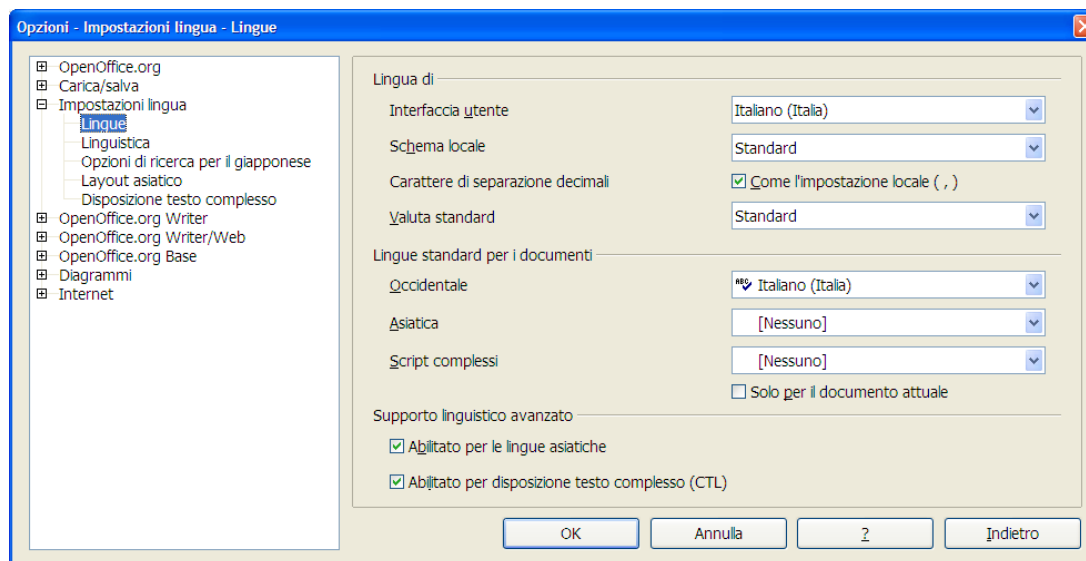 Opzioni - Impostazioni lingua - Lingue
OpenOffice.org
Carica/salva
Impostazioni lingua
Lingue
Linguistica
Opzioni di ricerca per il giapponese
Layout asiatico
Disposizione testo complesso
OpenOffice.org Writer
OpenOffice.org Writer/Web
OpenOffice.org Base
Diagrammi
Internet
Lingua di
Interfaccia utente Italiano (Italia)
Schema locale Standard
Carattere di separazione decimali Come l'impostazione locale ( , )
Valuta standard Standard
Lingue standard per i documenti
Occidentale ABC Italiano (Italia)
Asiatica [Nessuno]
Script complessi [Nessuno]
Solo per il documento attuale
Supporto linguistico avanzato
Abilitato per le lingue asiatiche
Abilitato per disposizione testo complesso (CTL)
OK Annulla ? Indietro